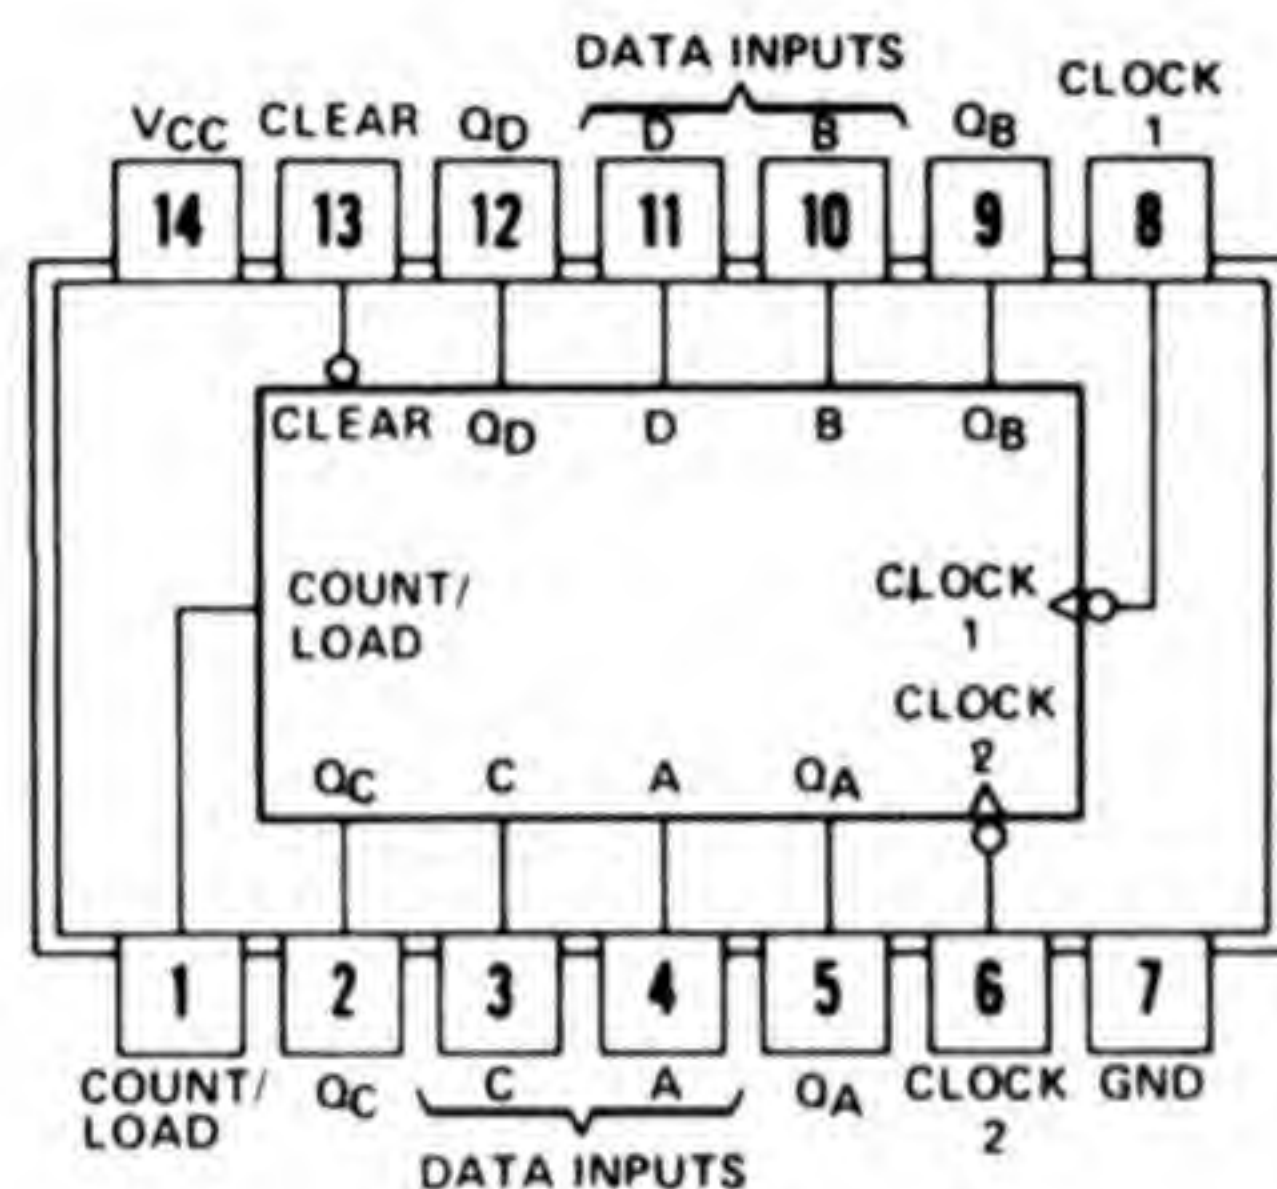 DATA INPUTS
VCC CLEAR QD D B QB CLOCK 1
14 13 12 11 10 9 8
CLEAR QD D B QB
COUNT/
LOAD
CLOCK
1
CLOCK
2
QC C A QA
1 2 3 4 5 6 7
COUNT/
LOAD
QC C A QA CLOCK 2 GND
DATA INPUTS